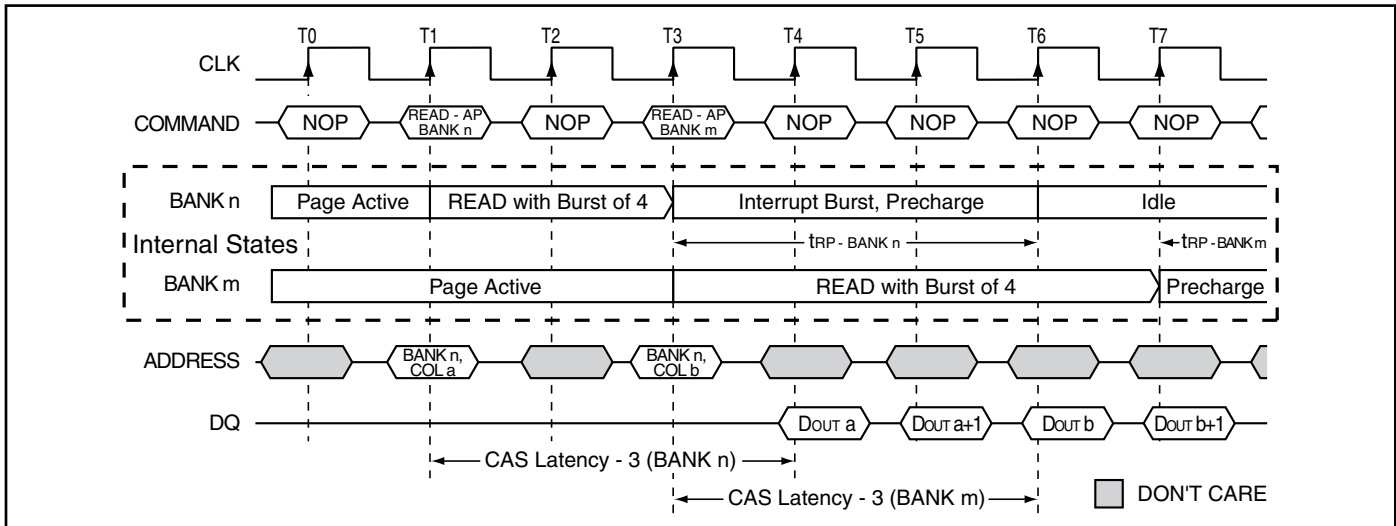 T0 T1 T2 T3 T4 T5 T6 T7
CLK
COMMAND NOP READ - AP BANK n NOP READ - AP BANK m NOP NOP NOP NOP
BANK n Page Active READ with Burst of 4 Interrupt Burst, Precharge Idle
Internal States tRP - BANK n tRP - BANK m
BANK m Page Active READ with Burst of 4 Precharge
ADDRESS BANK n, COL a BANK n, COL b
DQ DOUT a DOUT a+1 DOUT b DOUT b+1
CAS Latency - 3 (BANK n)
CAS Latency - 3 (BANK m) DON'T CARE